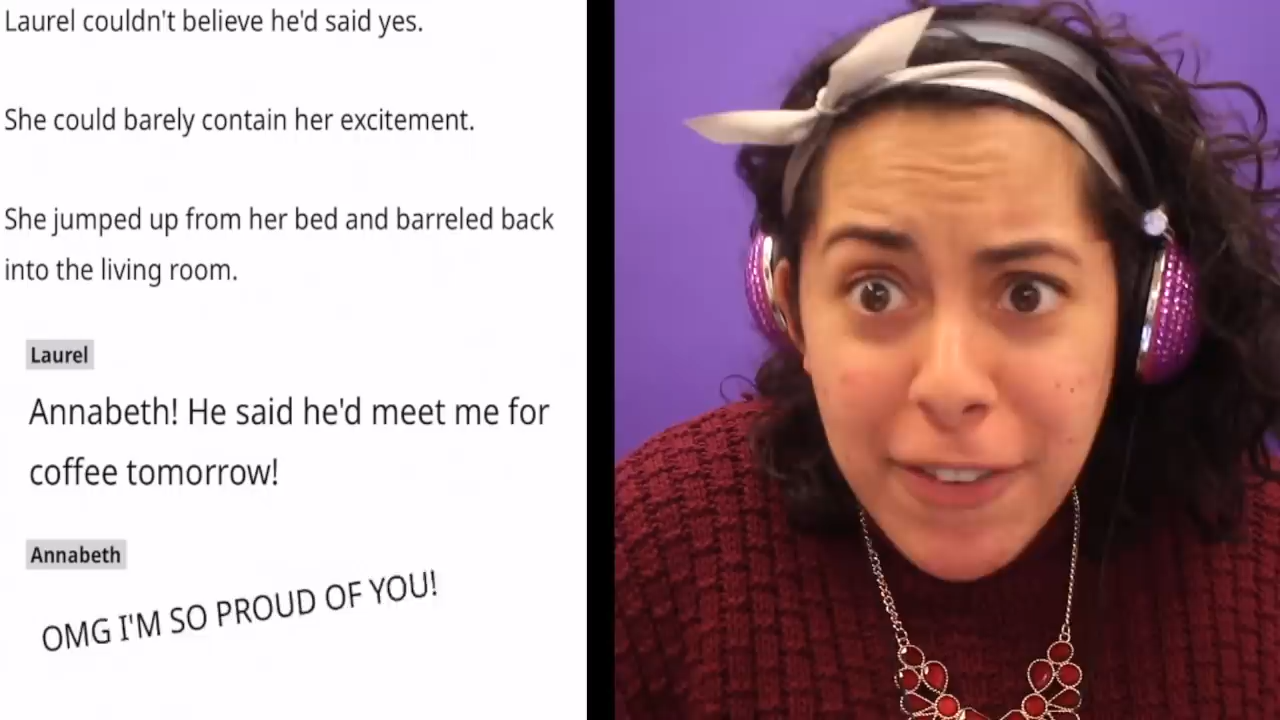 Laurel couldn't believe he'd said yes.
She could barely contain her excitement.
She jumped up from her bed and barreled back
into the living room.
Laurel
Annabeth! He said he'd meet me for
coffee tomorrow!
Annabeth
OMG I'M SO PROUD OF YOU!